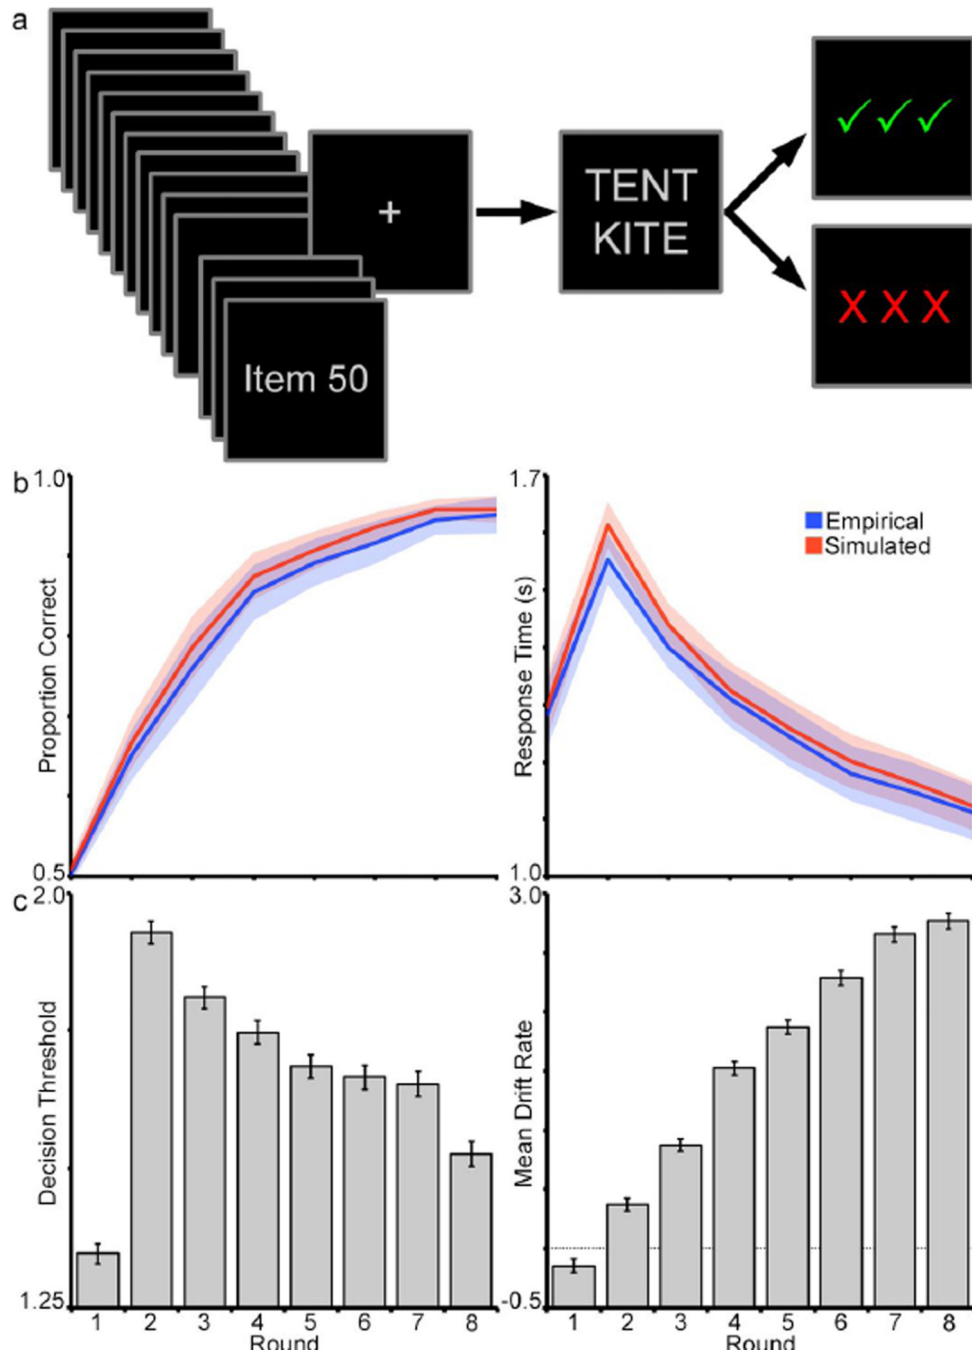 a
+
TENT
KITE
✓✓✓
X X X
Item 50
b
1.0
Proportion Correct
0.5
1.7
Response Time (s)
1.0
Empirical
Simulated
c
2.0
Decision Threshold
1.25
1 2 3 4 5 6 7 8
Round
3.0
Mean Drift Rate
-0.5
1 2 3 4 5 6 7 8
Round